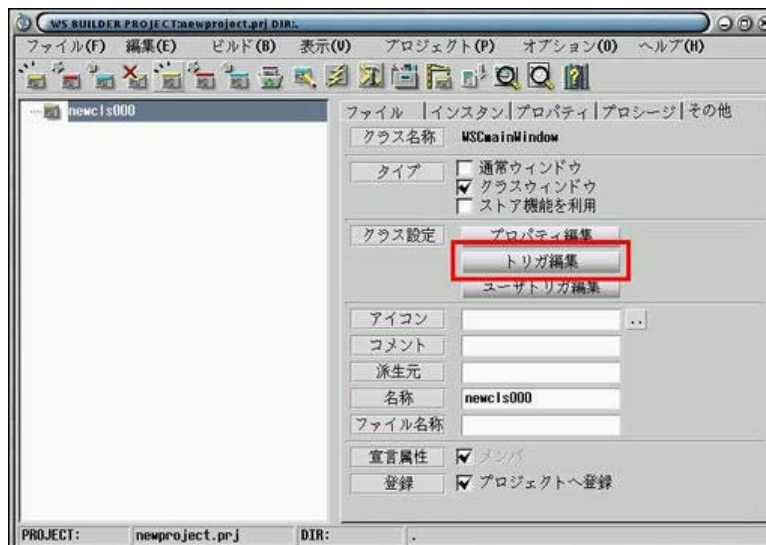 WS BUILDER PROJECT:newproject.prj DIR:.
ファイル(F) 編集(E) ビルド(B) 表示(V) プロジェクト(P) オプション(O) ヘルプ(H)
newcls000
ファイル インスタン プロパティ プロシージ その他
クラス名称 WSCmainWindow
タイプ 通常ウィンドウ
クラスウィンドウ
ストア機能を利用
クラス設定 プロパティ編集
トリガ編集
ユーザトリガ編集
アイコン ..
コメント
派生元
名称 newcls000
ファイル名称
宣言属性 メンバ
登録 プロジェクトへ登録
PROJECT: newproject.prj DIR: .